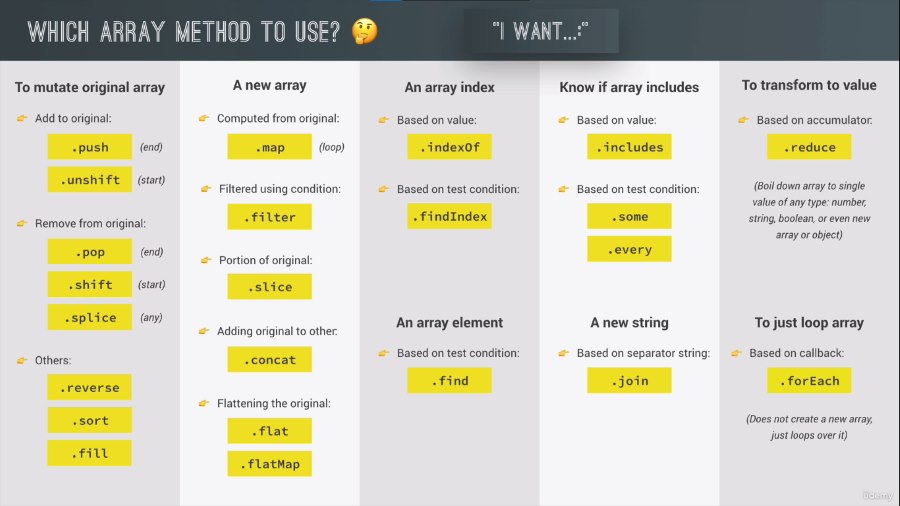 WHICH ARRAY METHOD TO USE? 🤔
"I WANT...:"
To mutate original array
👉 Add to original:
.push (end)
.unshift (start)
👉 Remove from original:
.pop (end)
.shift (start)
.splice (any)
👉 Others:
.reverse
.sort
.fill
A new array
👉 Computed from original:
.map (loop)
👉 Filtered using condition:
.filter
👉 Portion of original:
.slice
👉 Adding original to other:
.concat
👉 Flattening the original:
.flat
.flatMap
An array index
👉 Based on value:
.indexOf
👉 Based on test condition:
.findIndex
An array element
👉 Based on test condition:
.find
Know if array includes
👉 Based on value:
.includes
👉 Based on test condition:
.some
.every
A new string
👉 Based on separator string:
.join
To transform to value
👉 Based on accumulator:
.reduce
(Boil down array to single
value of any type: number,
string, boolean, or even new
array or object)
To just loop array
👉 Based on callback:
.forEach
(Does not create a new array,
just loops over it)
ûdemy